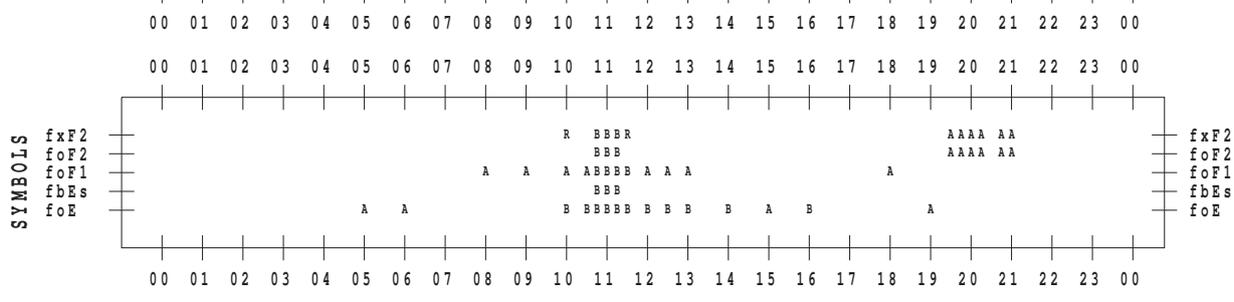 00 01 02 03 04 05 06 07 08 09 10 11 12 13 14 15 16 17 18 19 20 21 22 23 00
00 01 02 03 04 05 06 07 08 09 10 11 12 13 14 15 16 17 18 19 20 21 22 23 00
SYMBOLS
fxF2 R BBBR AAAA AA fxF2
foF2 BBB AAAA AA foF2
foF1 A A A ABBBB A A A A foF1
fbEs BBB fbEs
foE A A B BBBBB B B B B A B A foE
00 01 02 03 04 05 06 07 08 09 10 11 12 13 14 15 16 17 18 19 20 21 22 23 00